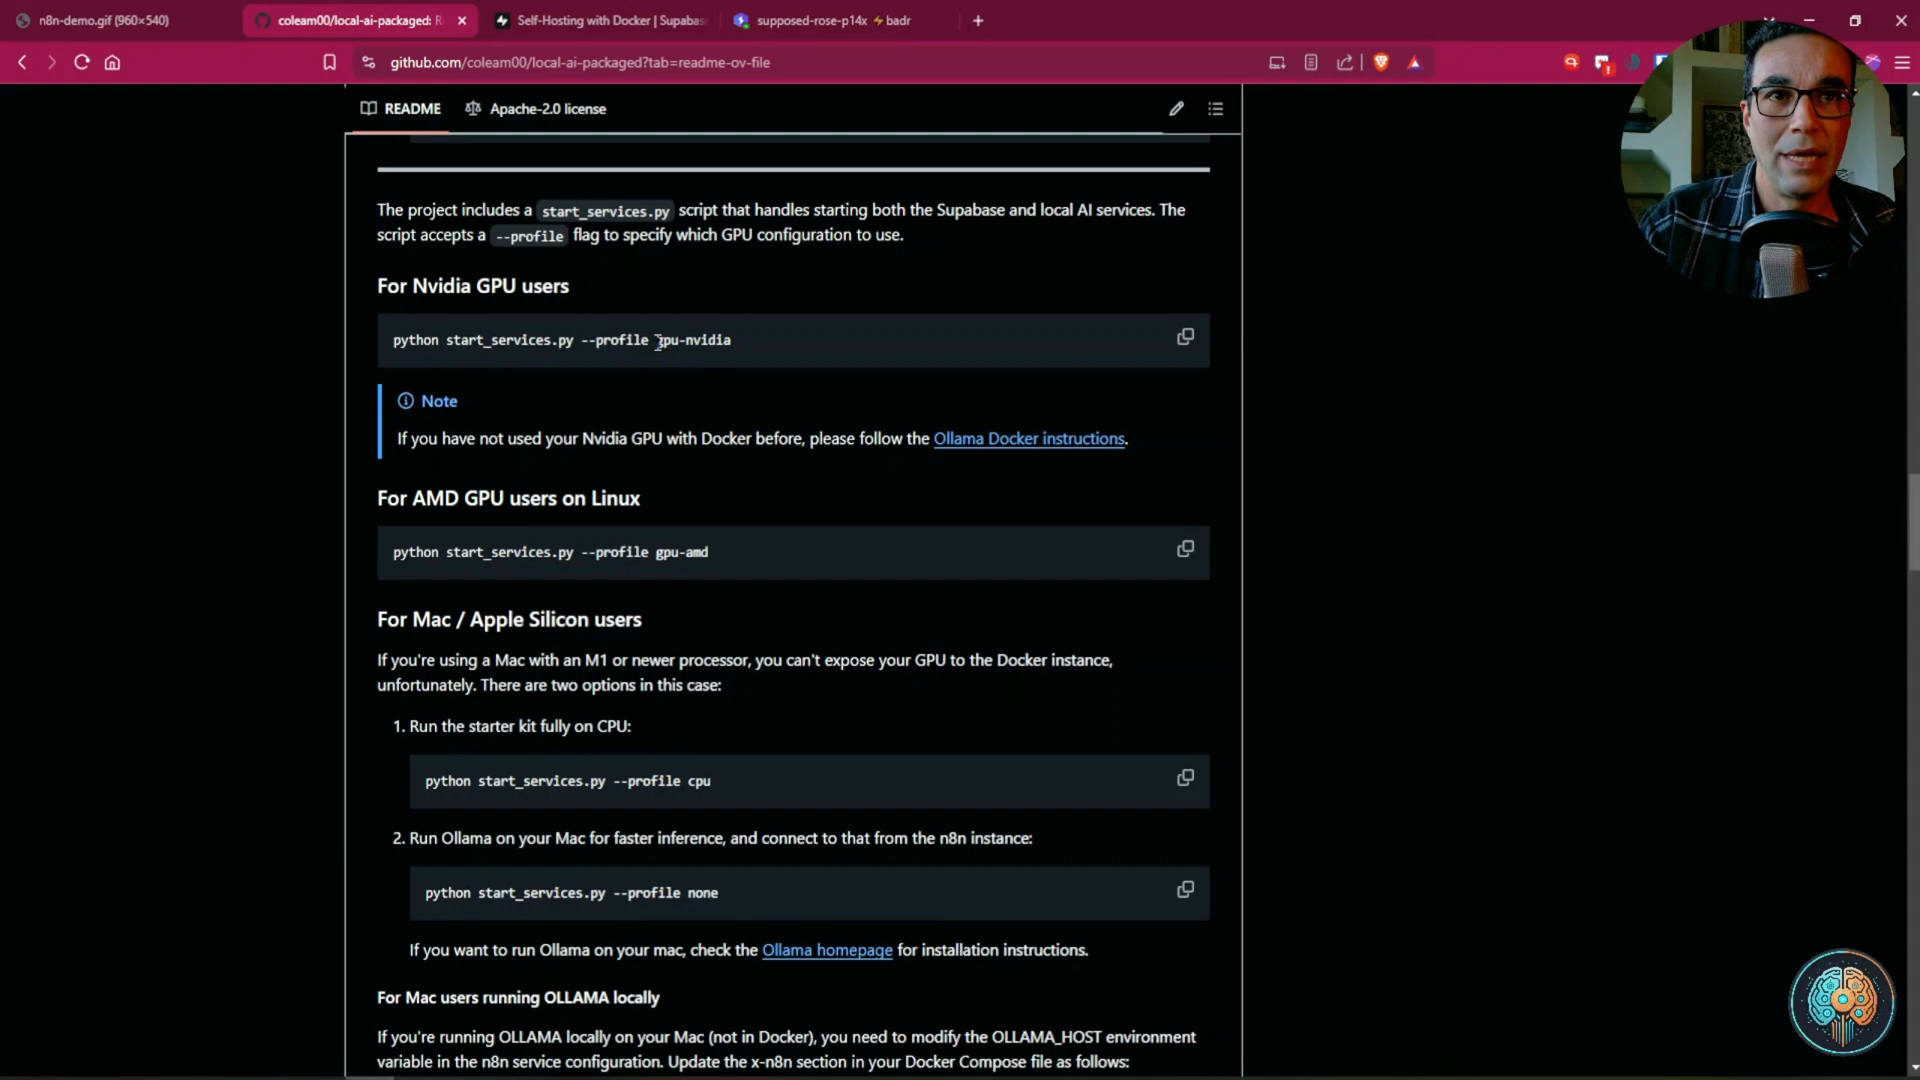 n8n-demo.gif (960×540)
coleam00/local-ai-packaged: R
Self-Hosting with Docker | Supabas
supposed-rose-p14x ⚡ badr
github.com/coleam00/local-ai-packaged?tab=readme-ov-file
README
Apache-2.0 license
The project includes a start_services.py script that handles starting both the Supabase and local AI services. The
script accepts a --profile flag to specify which GPU configuration to use.
For Nvidia GPU users
python start_services.py --profile gpu-nvidia
Note
If you have not used your Nvidia GPU with Docker before, please follow the Ollama Docker instructions.
For AMD GPU users on Linux
python start_services.py --profile gpu-amd
For Mac / Apple Silicon users
If you're using a Mac with an M1 or newer processor, you can't expose your GPU to the Docker instance,
unfortunately. There are two options in this case:
1. Run the starter kit fully on CPU:
python start_services.py --profile cpu
2. Run Ollama on your Mac for faster inference, and connect to that from the n8n instance:
python start_services.py --profile none
If you want to run Ollama on your mac, check the Ollama homepage for installation instructions.
For Mac users running OLLAMA locally
If you're running OLLAMA locally on your Mac (not in Docker), you need to modify the OLLAMA_HOST environment
variable in the n8n service configuration. Update the x-n8n section in your Docker Compose file as follows: